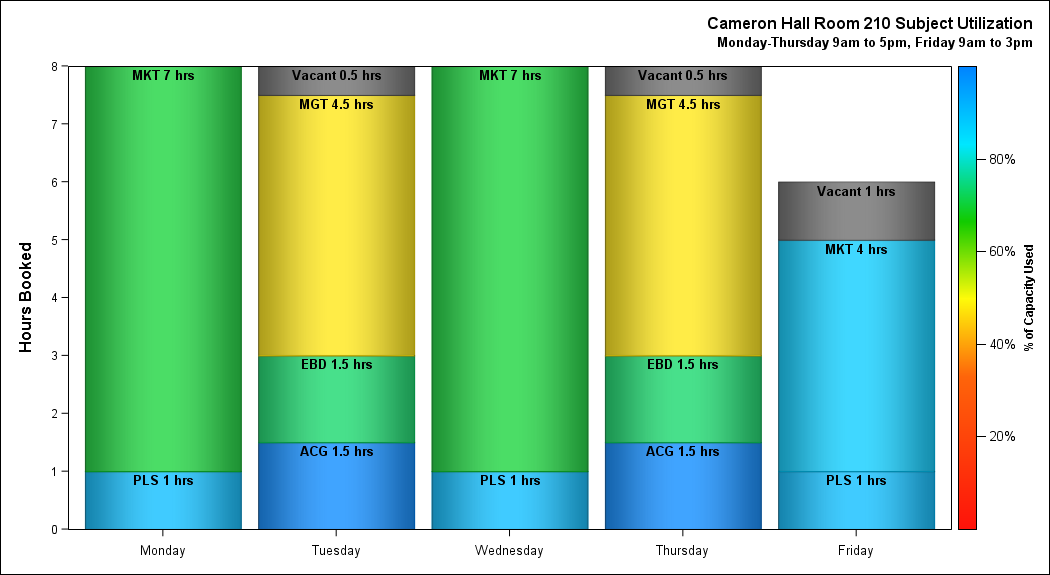 Cameron Hall Room 210 Subject Utilization
Monday-Thursday 9am to 5pm, Friday 9am to 3pm
Hours Booked
8
7
6
5
4
3
2
1
0
MKT 7 hrs
PLS 1 hrs
Vacant 0.5 hrs
MGT 4.5 hrs
EBD 1.5 hrs
ACG 1.5 hrs
MKT 7 hrs
PLS 1 hrs
Vacant 0.5 hrs
MGT 4.5 hrs
EBD 1.5 hrs
ACG 1.5 hrs
Vacant 1 hrs
MKT 4 hrs
PLS 1 hrs
Monday
Tuesday
Wednesday
Thursday
Friday
80%
60%
40%
20%
% of Capacity Used